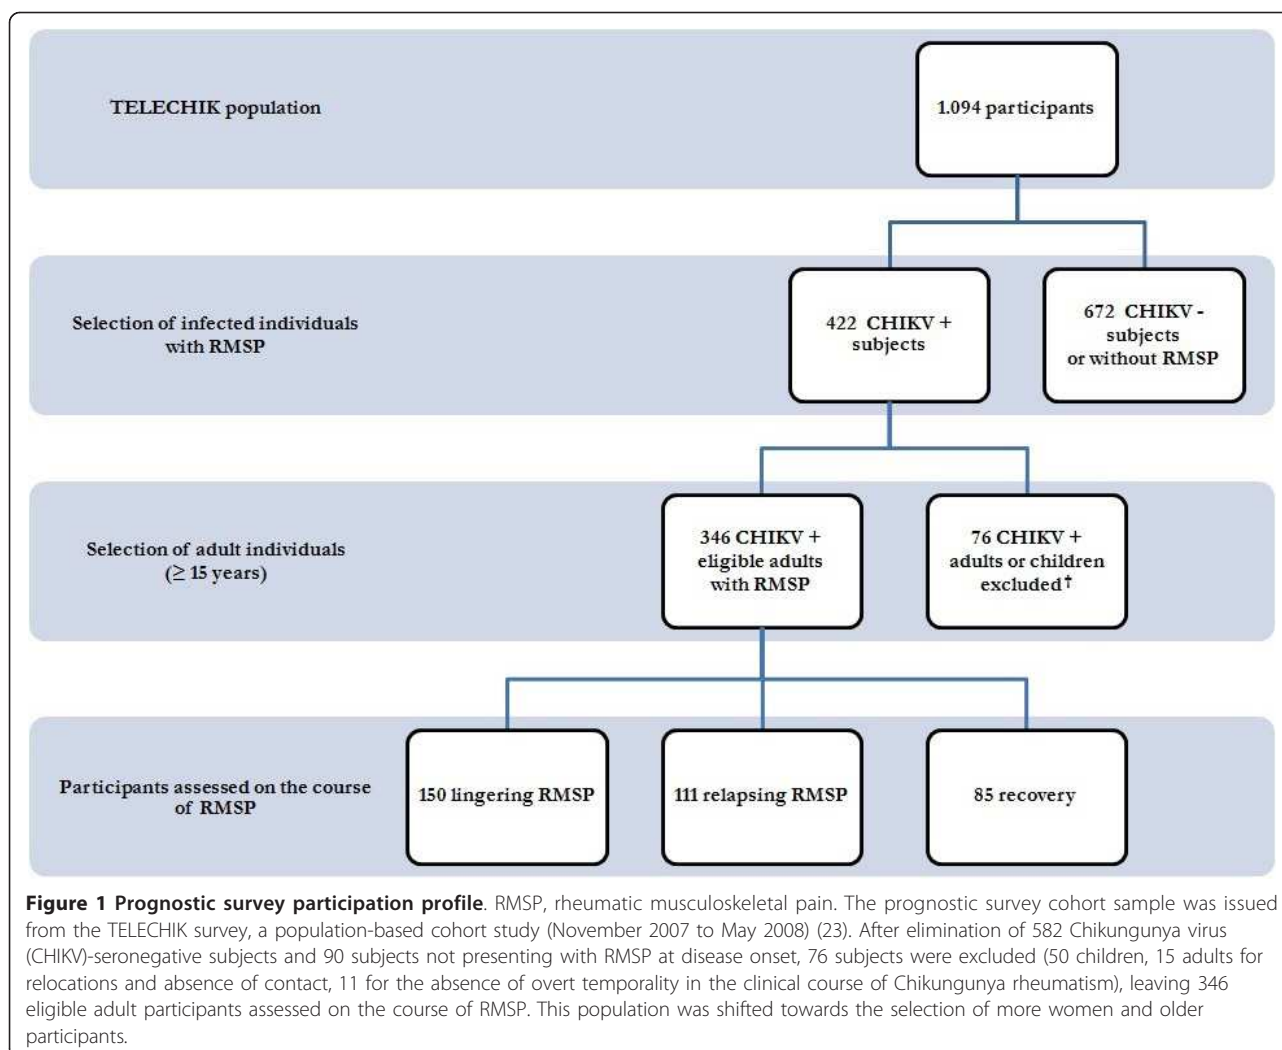 TELECHIK population
1.094 participants
Selection of infected individuals
with RMSP
422 CHIKV +
subjects
672 CHIKV -
subjects
or without RMSP
Selection of adult individuals
(≥ 15 years)
346 CHIKV +
eligible adults
with RMSP
76 CHIKV +
adults or children
excluded†
Participants assessed on the course
of RMSP
150 lingering RMSP
111 relapsing RMSP
85 recovery
Figure 1 Prognostic survey participation profile. RMSP, rheumatic musculoskeletal pain. The prognostic survey cohort sample was issued
from the TELECHIK survey, a population-based cohort study (November 2007 to May 2008) (23). After elimination of 582 Chikungunya virus
(CHIKV)-seronegative subjects and 90 subjects not presenting with RMSP at disease onset, 76 subjects were excluded (50 children, 15 adults for
relocations and absence of contact, 11 for the absence of overt temporality in the clinical course of Chikungunya rheumatism), leaving 346
eligible adult participants assessed on the course of RMSP. This population was shifted towards the selection of more women and older
participants.